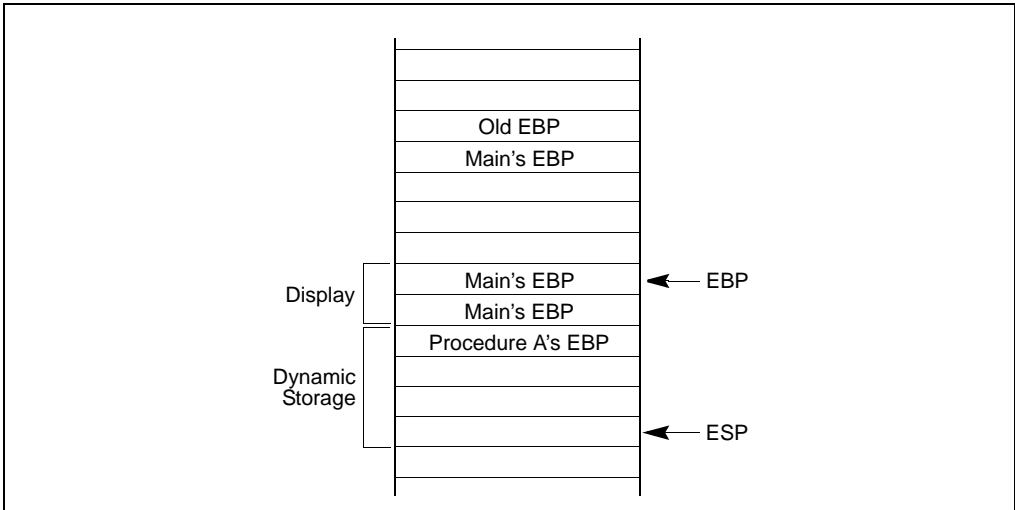 Old EBP
Main's EBP
Main's EBP
EBP
Display
Main's EBP
Procedure A's EBP
Dynamic
Storage
ESP